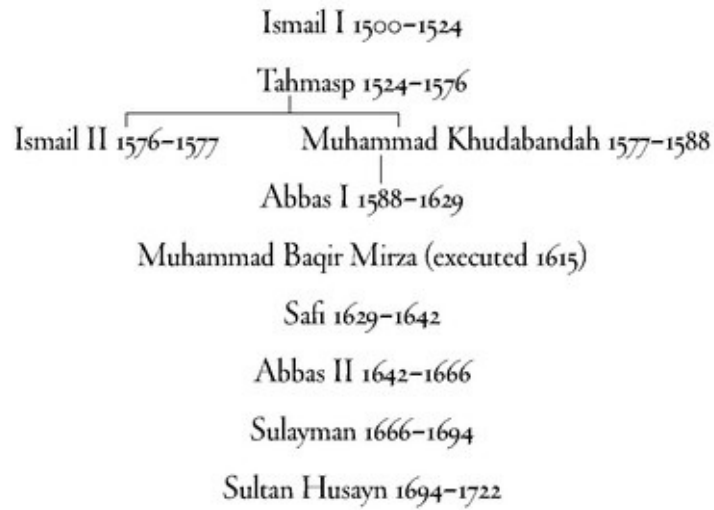 Ismail I 1500–1524
Tahmasp 1524–1576
Ismail II 1576–1577 Muhammad Khudabandah 1577–1588
Abbas I 1588–1629
Muhammad Baqir Mirza (executed 1615)
Safi 1629–1642
Abbas II 1642–1666
Sulayman 1666–1694
Sultan Husayn 1694–1722